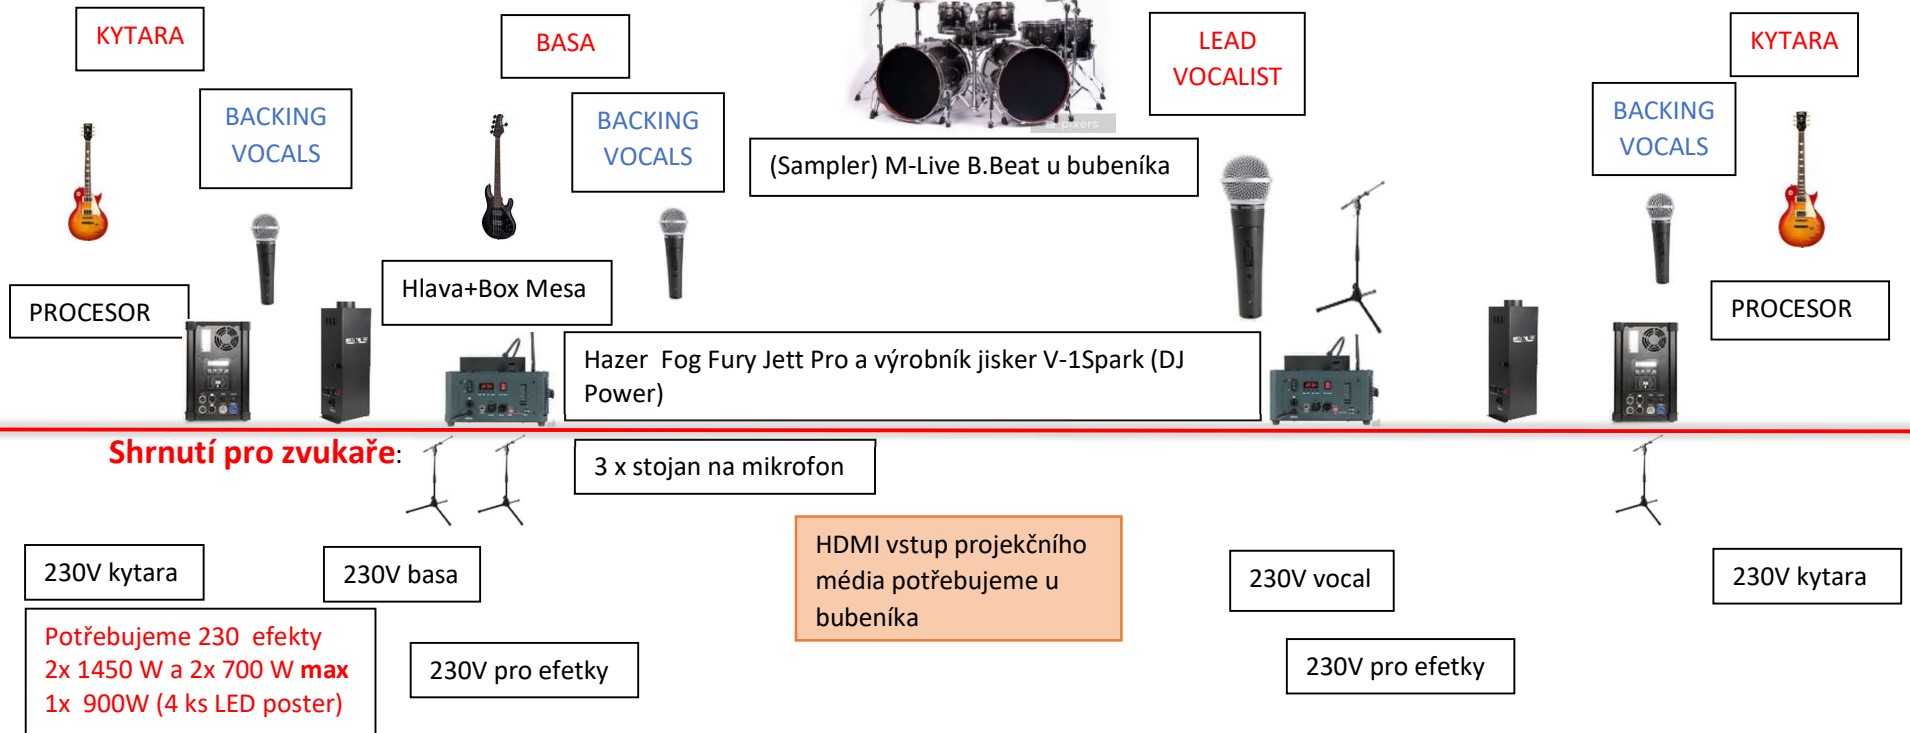 KYTARA
BASA
LEAD
VOCALIST
KYTARA
BACKING
VOCALS
BACKING
VOCALS
BACKING
VOCALS
pixers
(Sampler) M-Live B.Beat u bubeníka
PROCESOR
Hlava+Box Mesa
PROCESOR
Hazer  Fog Fury Jett Pro a výrobník jisker V-1Spark (DJ
Power)
Shrnutí pro zvukaře:
3 x stojan na mikrofon
HDMI vstup projekčního
média potřebujeme u
bubeníka
230V kytara
230V basa
230V vocal
230V kytara
Potřebujeme 230  efekty
2x 1450 W a 2x 700 W max
1x  900W (4 ks LED poster)
230V pro efetky
230V pro efetky